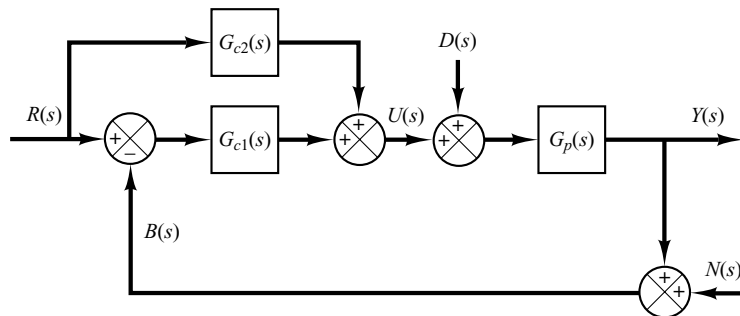 G_{c2}(s)
D(s)
R(s)
U(s)
Y(s)
+
−
G_{c1}(s)
+
+
+
+
G_p(s)
B(s)
N(s)
+
+